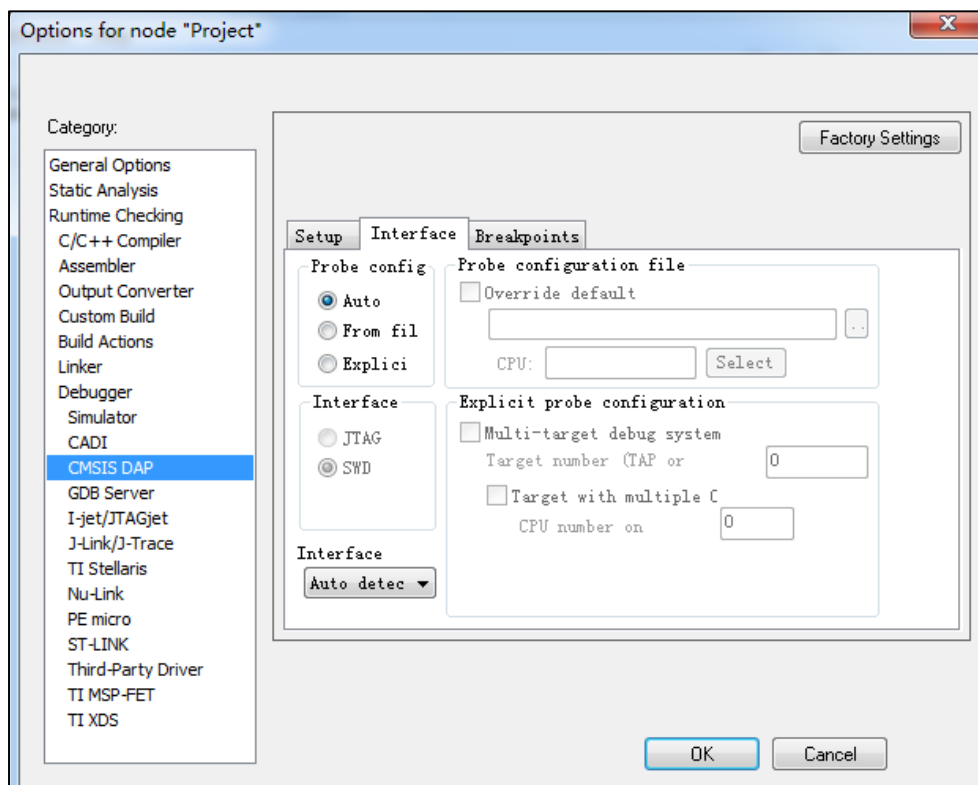 Options for node "Project"
Category:
Factory Settings
General Options
Static Analysis
Runtime Checking
C/C++ Compiler
Assembler
Output Converter
Custom Build
Build Actions
Linker
Debugger
Simulator
CADI
CMSIS DAP
GDB Server
I-jet/JTAGjet
J-Link/J-Trace
TI Stellaris
Nu-Link
PE micro
ST-LINK
Third-Party Driver
TI MSP-FET
TI XDS
Setup Interface Breakpoints
Probe config
Auto
From fil
Explici
Probe configuration file
Override default
..
CPU: Select
Interface
JTAG
SWD
Explicit probe configuration
Multi-target debug system
Target number (TAP or 0
Target with multiple C
CPU number on 0
Interface
Auto detec
OK Cancel